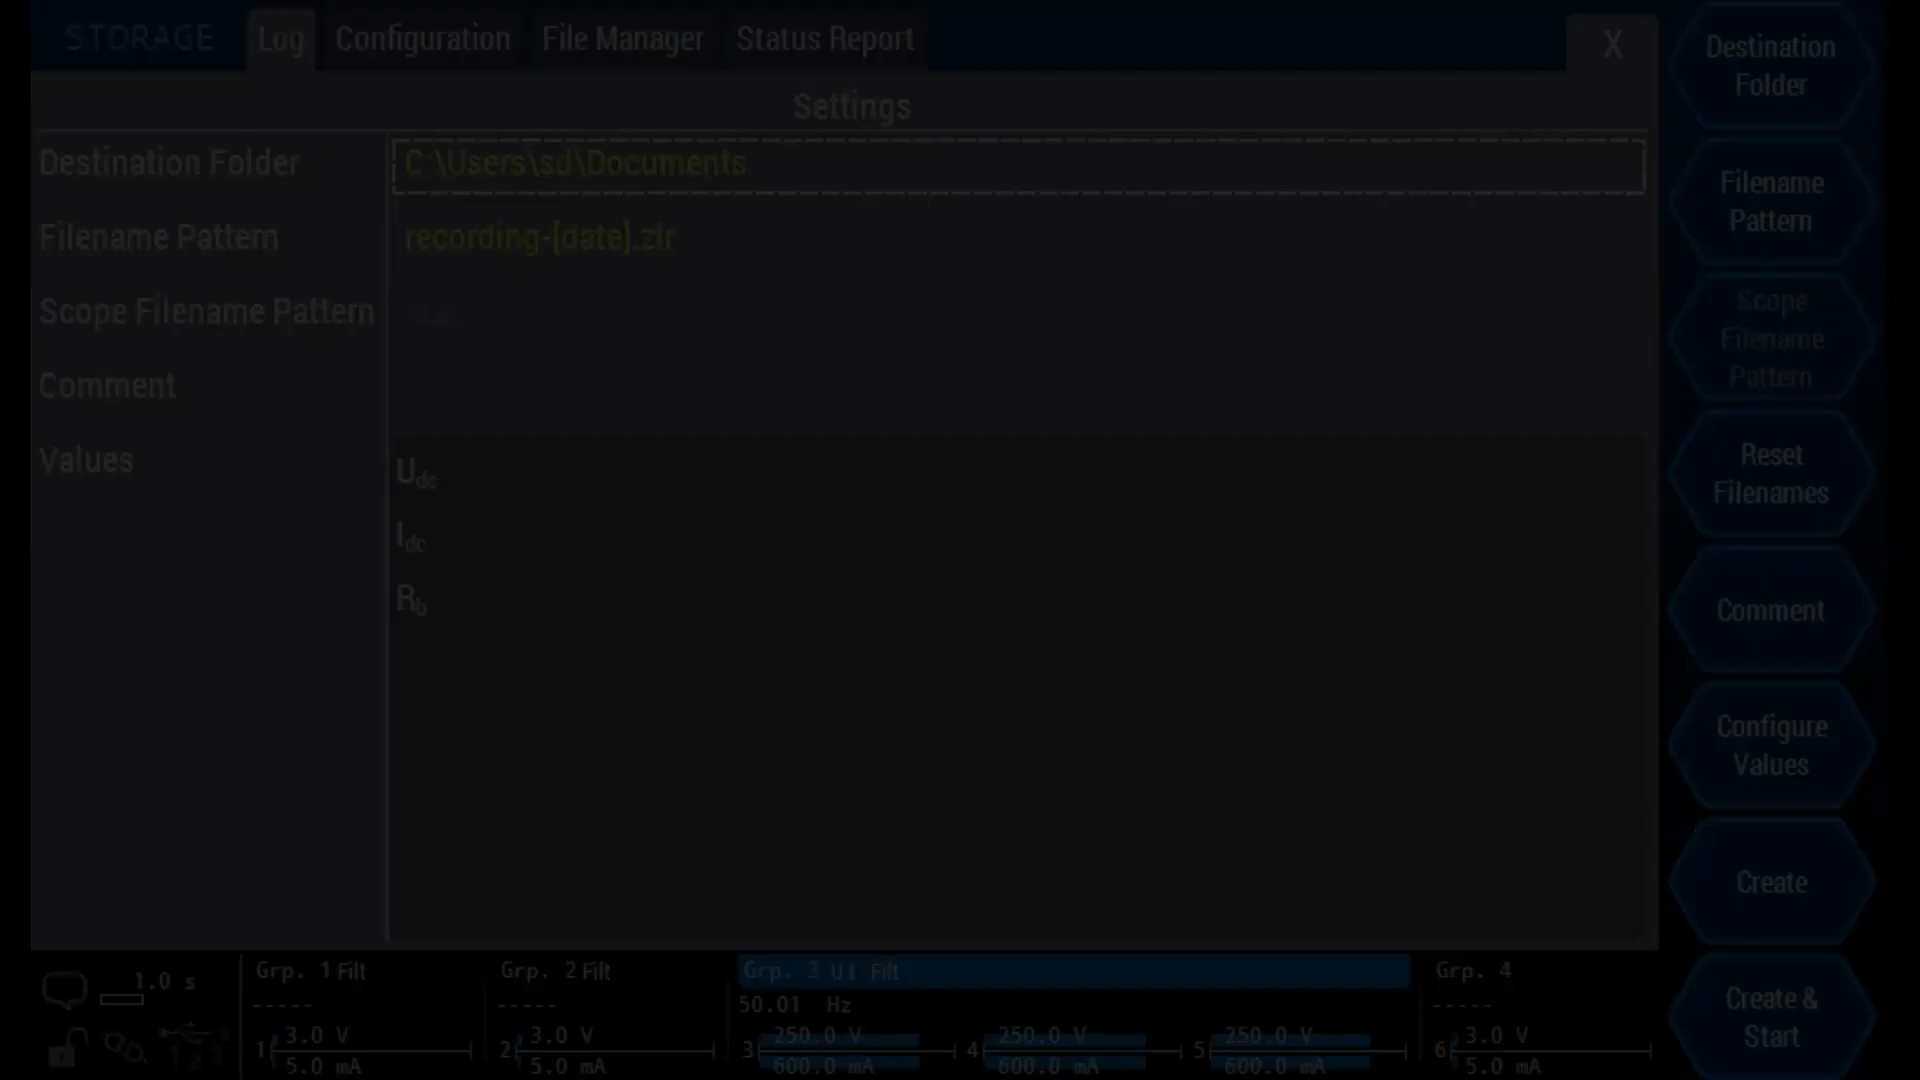 STORAGE Log Configuration File Manager Status Report X
Settings
Destination Folder C:\Users\sd\Documents
Filename Pattern recording-[date].zlr
Scope Filename Pattern
Comment
Values
Udc
Idc
Rb
Destination
Folder
Filename
Pattern
Scope
Filename
Pattern
Reset
Filenames
Comment
Configure
Values
Create
Create &
Start
1.0 s
Grp. 1 Filt
-----
1 3.0 V
5.0 mA
Grp. 2 Filt
-----
2 3.0 V
5.0 mA
Grp. 3 UI Filt
50.01 Hz
3 250.0 V
600.0 mA
4 250.0 V
600.0 mA
5 250.0 V
600.0 mA
Grp. 4
-----
6 3.0 V
5.0 mA